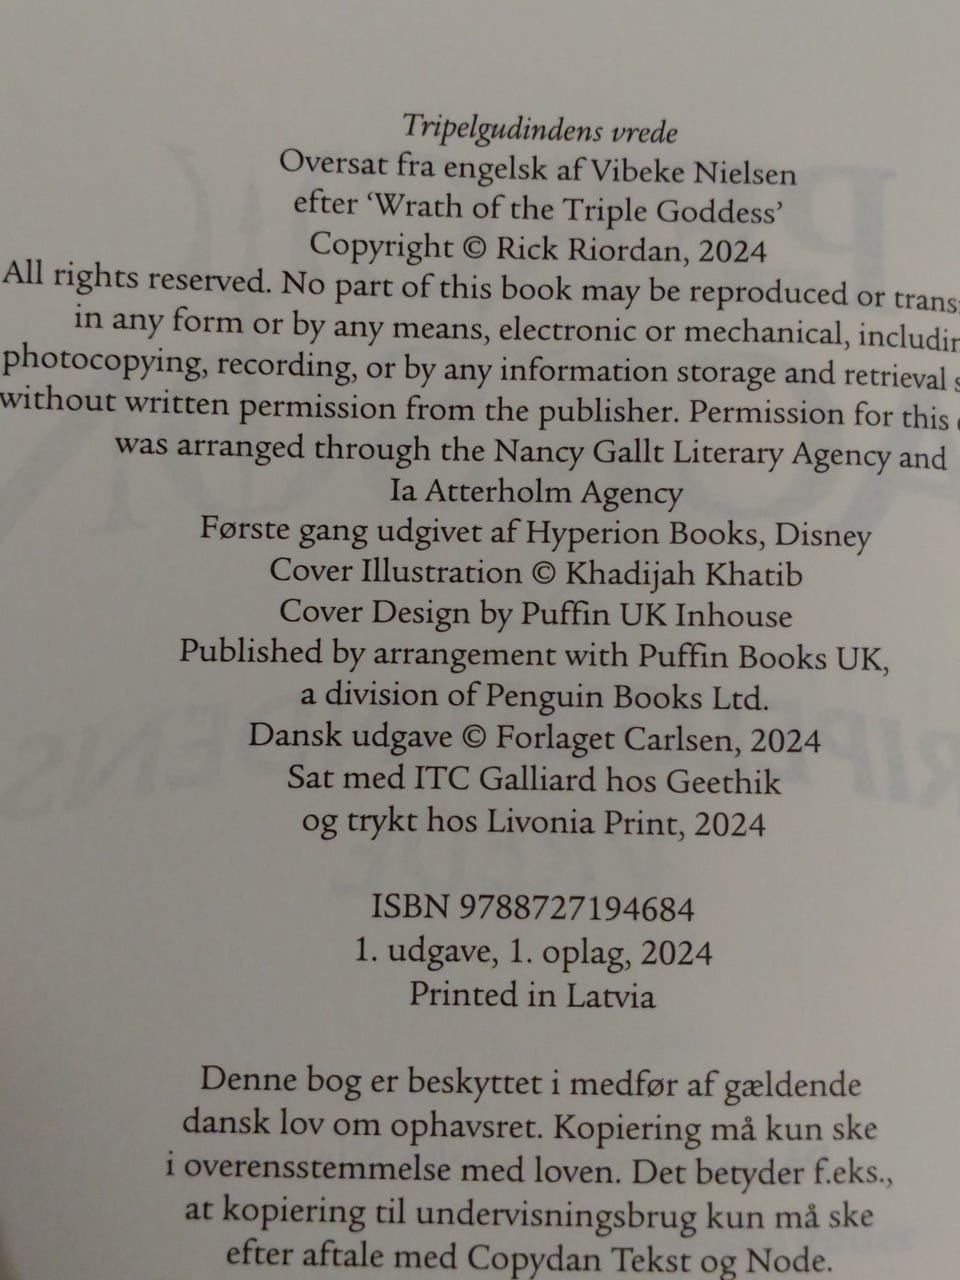 Tripelgudindens vrede
Oversat fra engelsk af Vibeke Nielsen
efter ‘Wrath of the Triple Goddess’
Copyright © Rick Riordan, 2024
All rights reserved. No part of this book may be reproduced or
in any form or by any means, electronic or mechanical,
photocopying, recording, or by any information storage and retrieval
without written permission from the publisher. Permission for this
was arranged through the Nancy Gallt Literary Agency and
Ia Atterholm Agency
Første gang udgivet af Hyperion Books, Disney
Cover Illustration © Khadijah Khatib
Cover Design by Puffin UK Inhouse
Published by arrangement with Puffin Books UK,
a division of Penguin Books Ltd.
Dansk udgave © Forlaget Carlsen, 2024
Sat med ITC Galliard hos Geethik
og trykt hos Livonia Print, 2024
ISBN 9788727194684
1. udgave, 1. oplag, 2024
Printed in Latvia
Denne bog er beskyttet i medfør af gældende
dansk lov om ophavsret. Kopiering må kun ske
i overensstemmelse med loven. Det betyder f.eks.,
at kopiering til undervisningsbrug kun må ske
efter aftale med Copydan Tekst og Node.